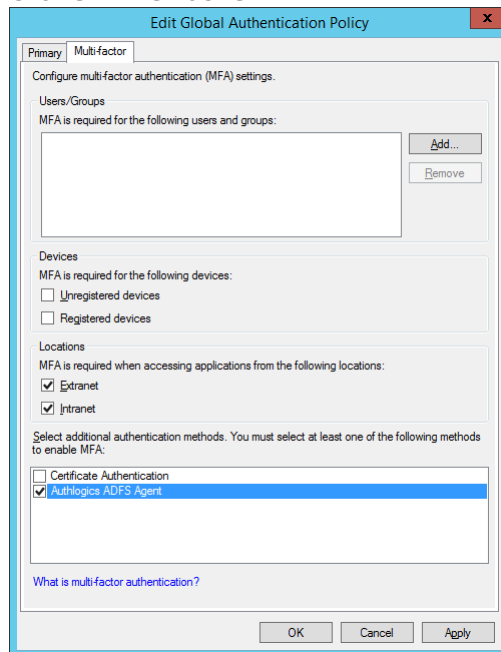 Edit Global Authentication Policy
x
Primary
Multi-factor
Configure multi-factor authentication (MFA) settings.
Users/Groups
MFA is required for the following users and groups:
Add...
Remove
Devices
MFA is required for the following devices:
Unregistered devices
Registered devices
Locations
MFA is required when accessing applications from the following locations:
Extranet
Intranet
Select additional authentication methods. You must select at least one of the following methods
to enable MFA:
Certificate Authentication
Authlogics ADFS Agent
What is multi-factor authentication?
OK
Cancel
Apply